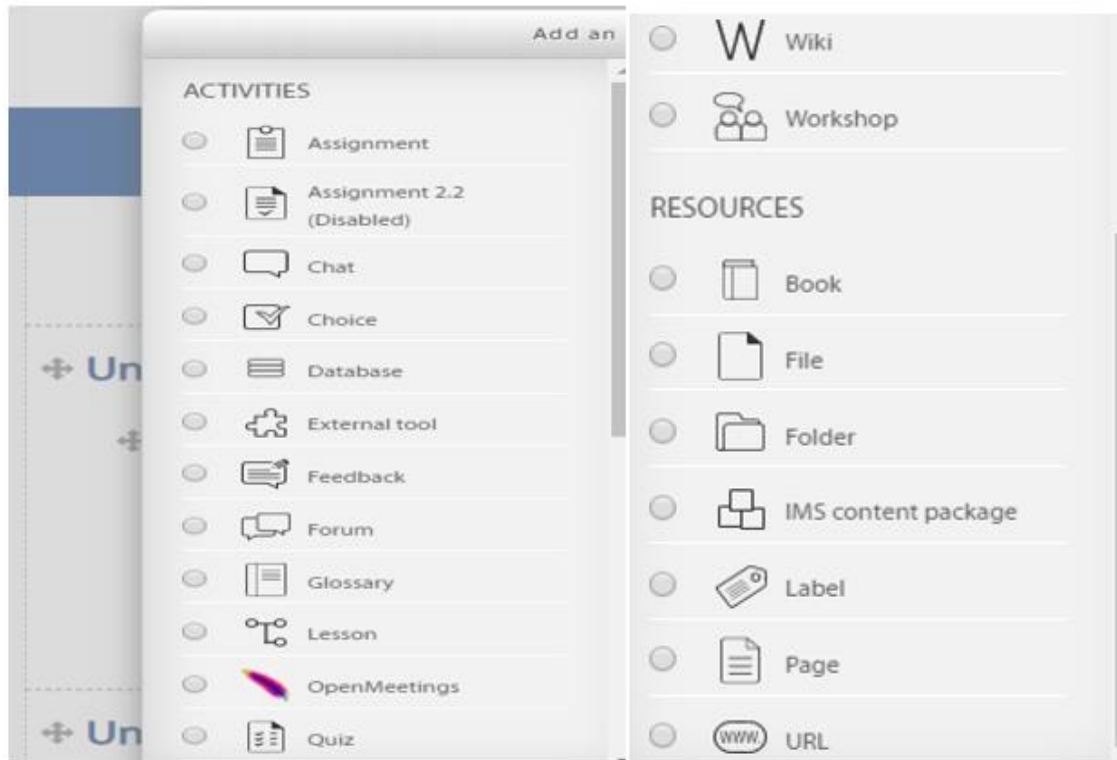 Add an
ACTIVITIES
Assignment
Assignment 2.2
(Disabled)
Chat
Choice
Database
External tool
Feedback
Forum
Glossary
Lesson
OpenMeetings
Quiz
Un
Un
W Wiki
Workshop
RESOURCES
Book
File
Folder
IMS content package
Label
Page
www. URL